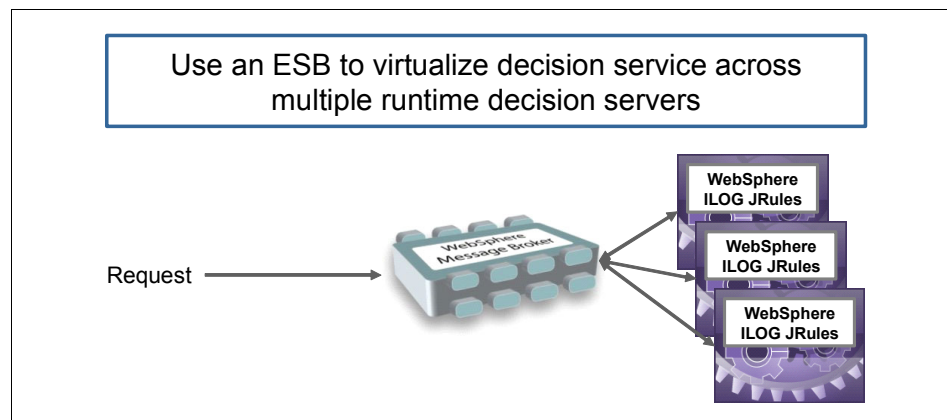 Use an ESB to virtualize decision service across
multiple runtime decision servers
Request
WebSphere
Message Broker
WebSphere
ILOG JRules
WebSphere
ILOG JRules
WebSphere
ILOG JRules